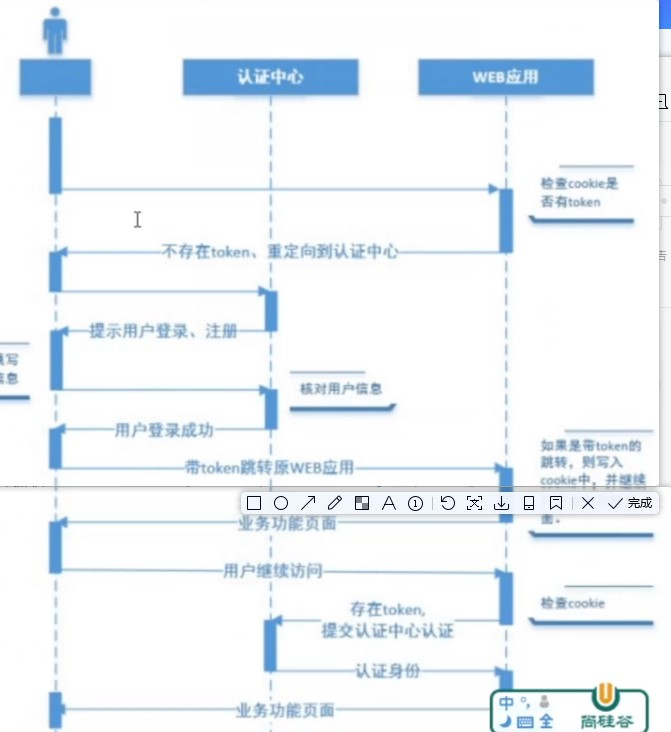 认证中心
WEB应用
检查cookie是
否有token
不存在token、重定向到认证中心
提示用户登录、注册
写
息
核对用户信息
用户登录成功
如果是带token的
跳转，则写入
cookie中，并继续
带token跳转原WEB应用
A
1
完成
业务功能页面
面。
用户继续访问
存在token,
提交认证中心认证
检查cookie
认证身份
业务功能页面
中 °,
全
尚硅谷